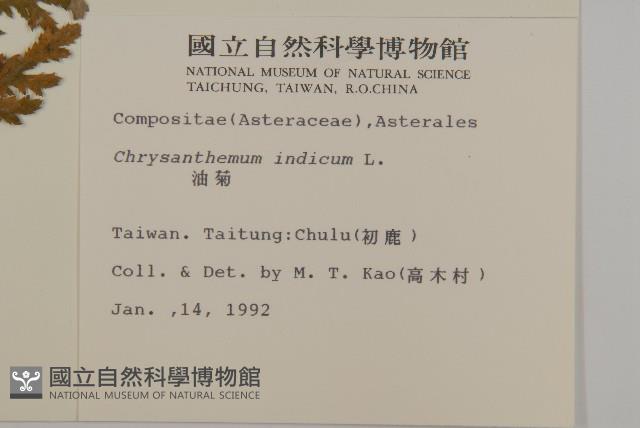 國立自然科學博物館
NATIONAL MUSEUM OF NATURAL SCIENCE
TAICHUNG, TAIWAN, R.O.CHINA
Compositae(Asteraceae),Asterales
Chrysanthemum indicum L.
油菊
Taiwan. Taitung:Chulu(初鹿)
Coll. & Det. by M. T. Kao(高木村)
Jan. ,14, 1992
國立自然科學博物館
NATIONAL MUSEUM OF NATURAL SCIENCE